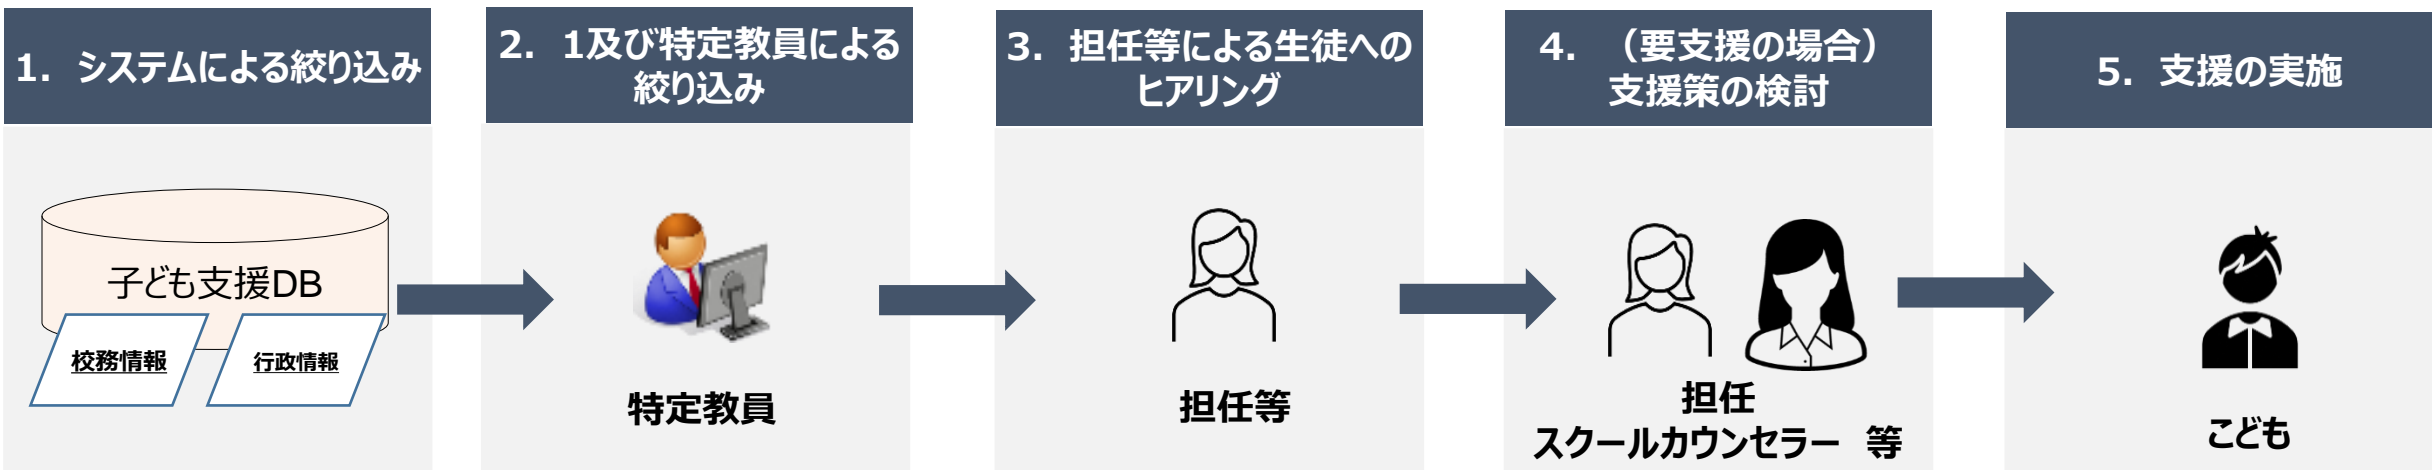 1. システムによる絞り込み
2. 1及び特定教員による
絞り込み
3. 担任等による生徒への
ヒアリング
4. （要支援の場合）
支援策の検討
5. 支援の実施
子ども支援DB
校務情報
行政情報
特定教員
担任等
担任
スクールカウンセラー 等
こども